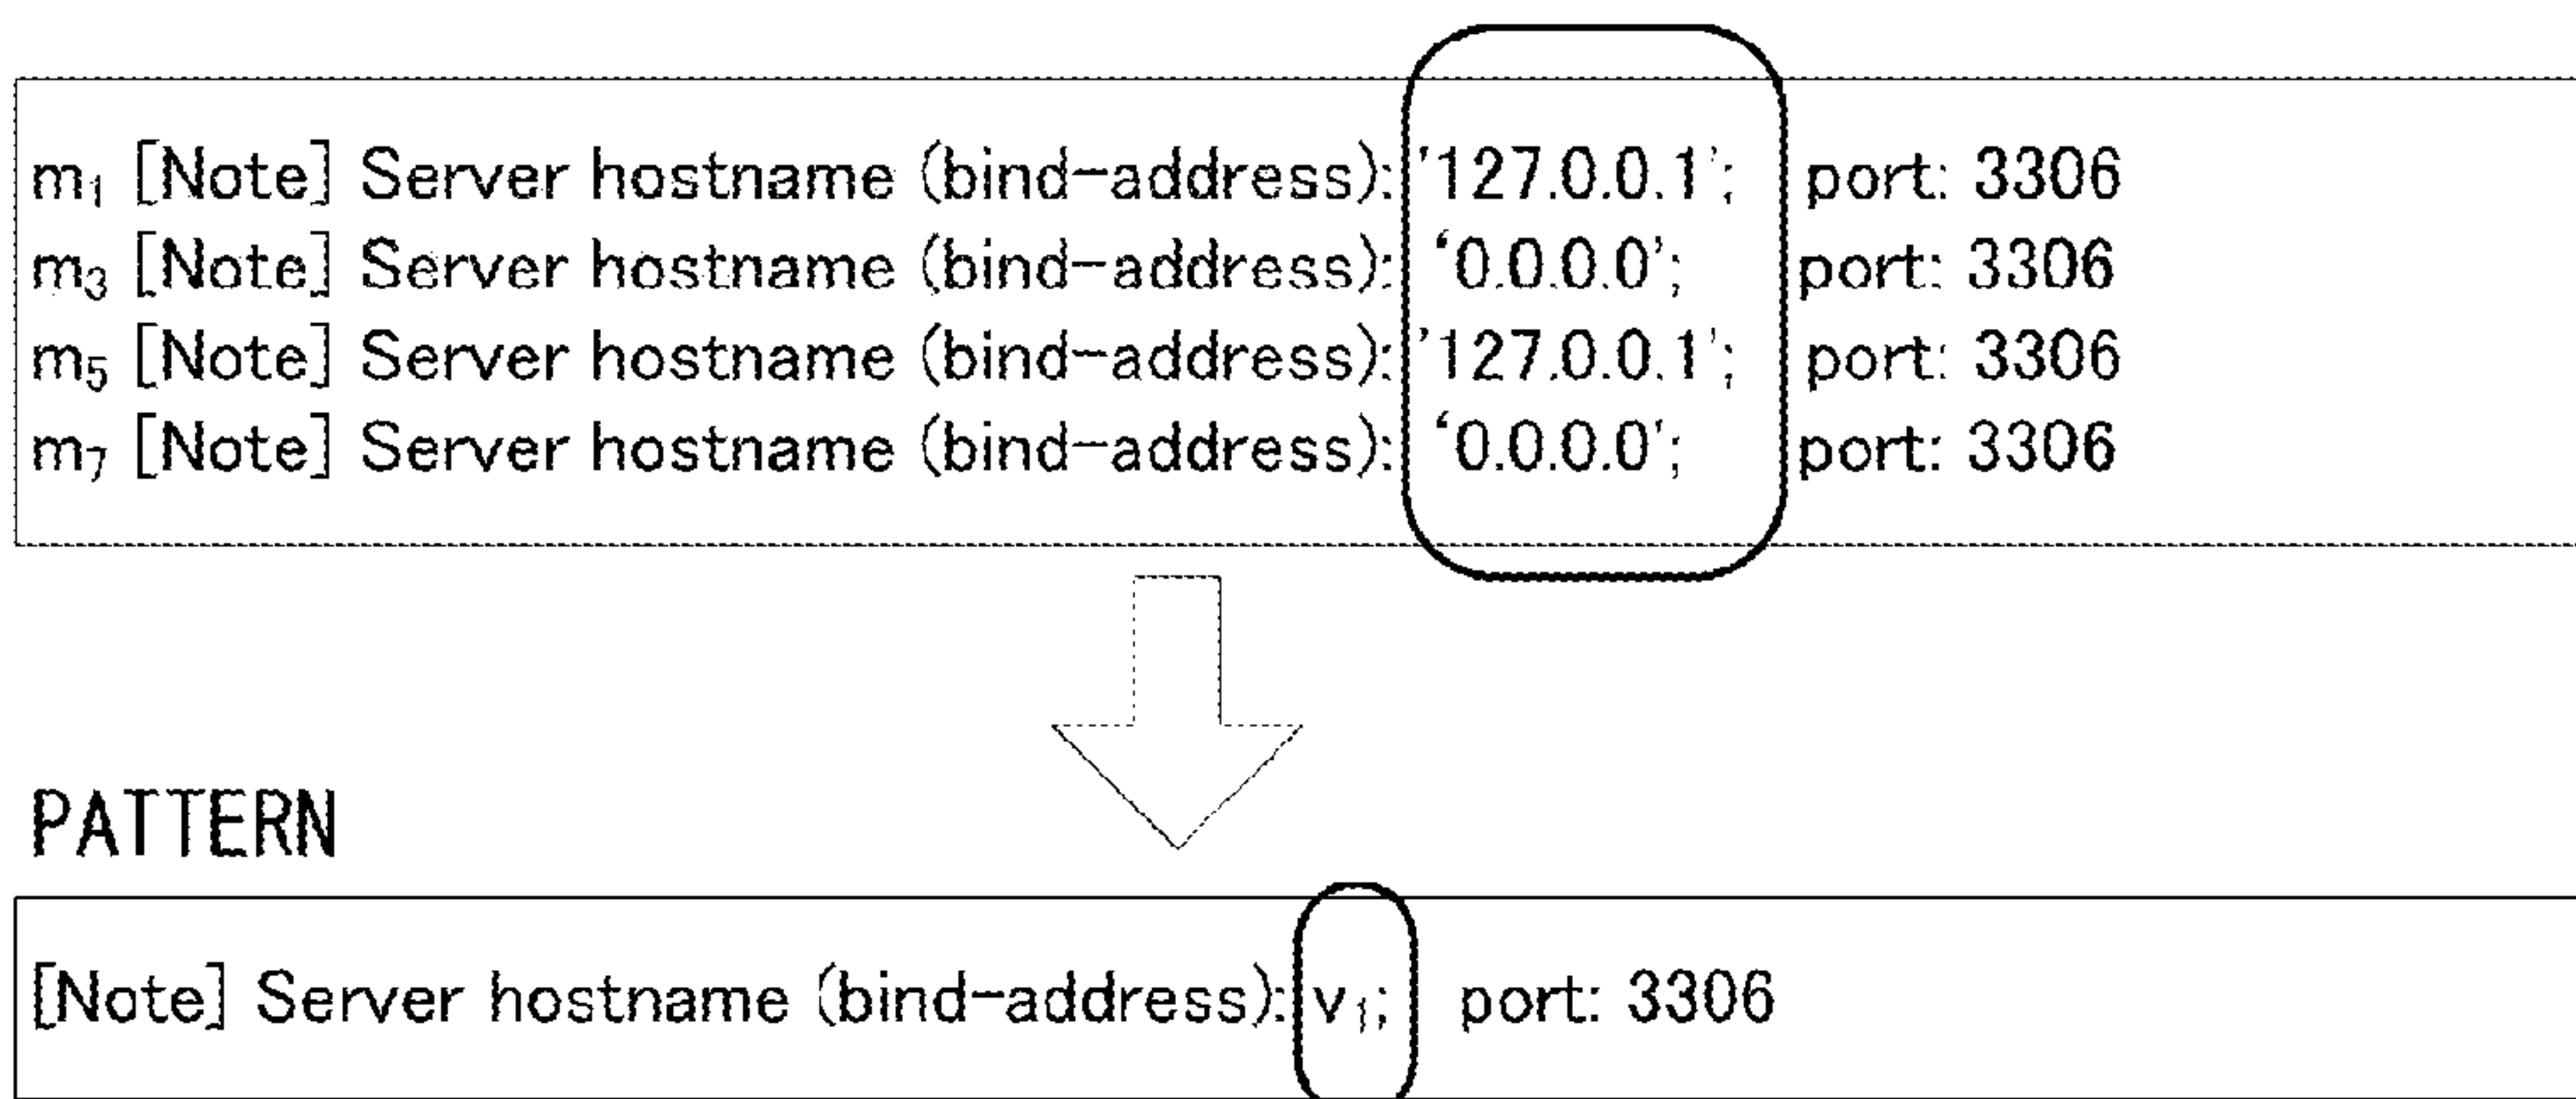 m₁ [Note] Server hostname (bind-address): '127.0.0.1'; port: 3306
m₃ [Note] Server hostname (bind-address): ‘0.0.0.0’; port: 3306
m₅ [Note] Server hostname (bind-address): '127.0.0.1'; port: 3306
m₇ [Note] Server hostname (bind-address): ‘0.0.0.0’; port: 3306
PATTERN
[Note] Server hostname (bind-address): v₁; port: 3306